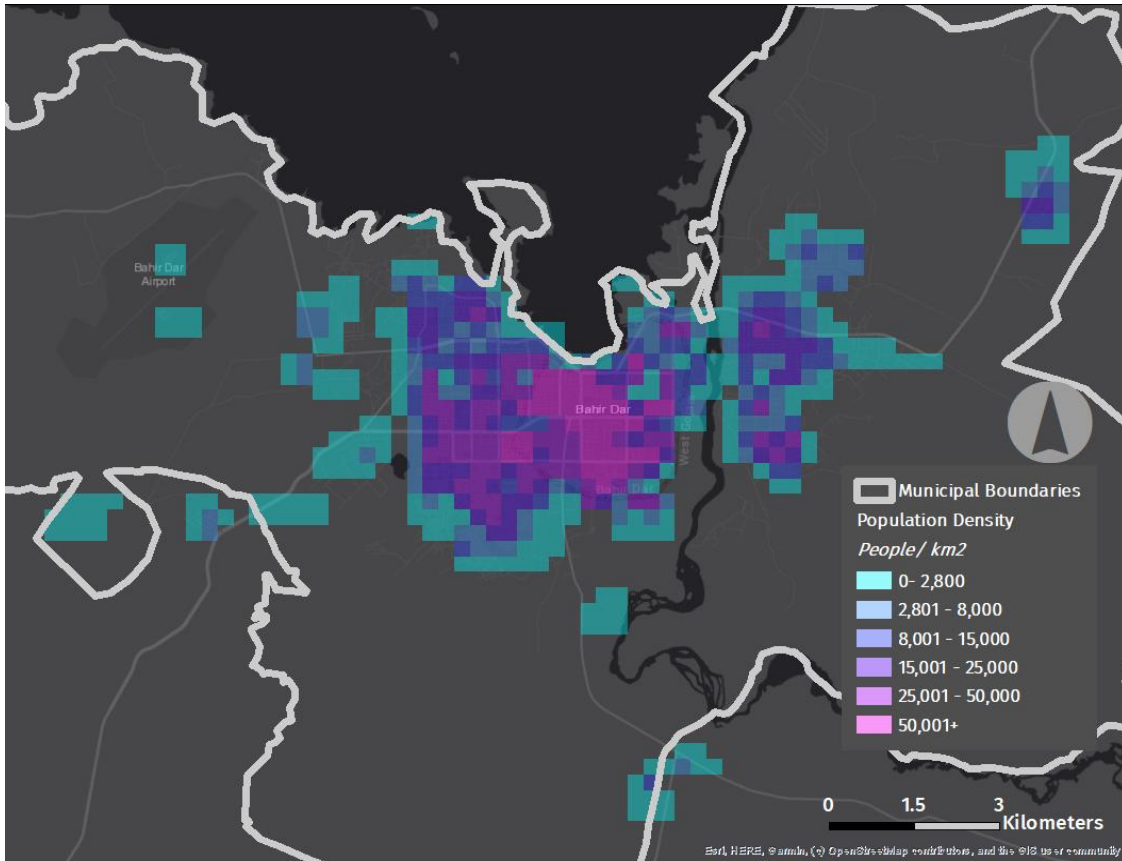 Bahir Dar
Airport
Bahir Dar
Bahir Dar
Municipal Boundaries
Population Density
People/ km2
0- 2,800
2,801 - 8,000
8,001 - 15,000
15,001 - 25,000
25,001 - 50,000
50,001+
0 1.5 3
Kilometers
Esri, HERE, Garmin, (c) OpenStreetMap contributors, and the GIS user community